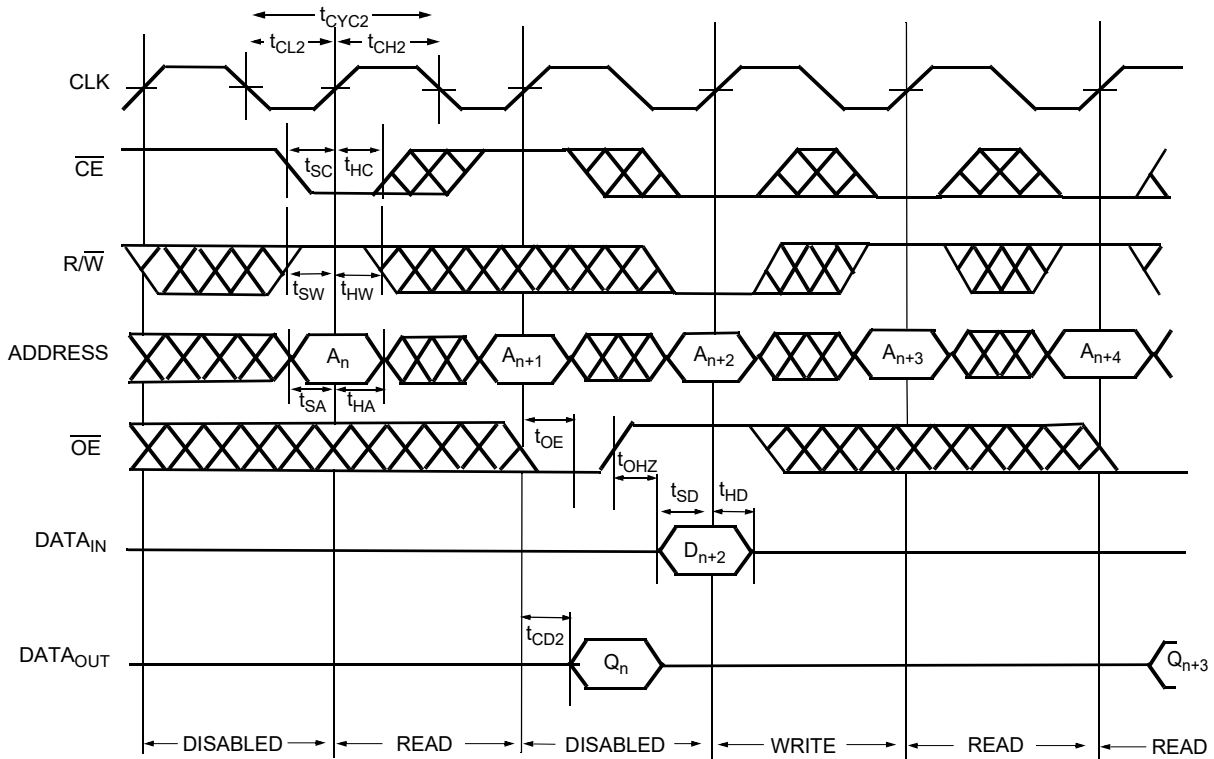 tCYC2
tCL2 tCH2
CLK
CE tSC tHC
R/W
tSW tHW
ADDRESS An An+1 An+2 An+3 An+4
tSA tHA
OE tOE
tOHZ
tSD tHD
DATAIN Dn+2
tCD2
DATAOUT Qn Qn+3
DISABLED READ DISABLED WRITE READ READ